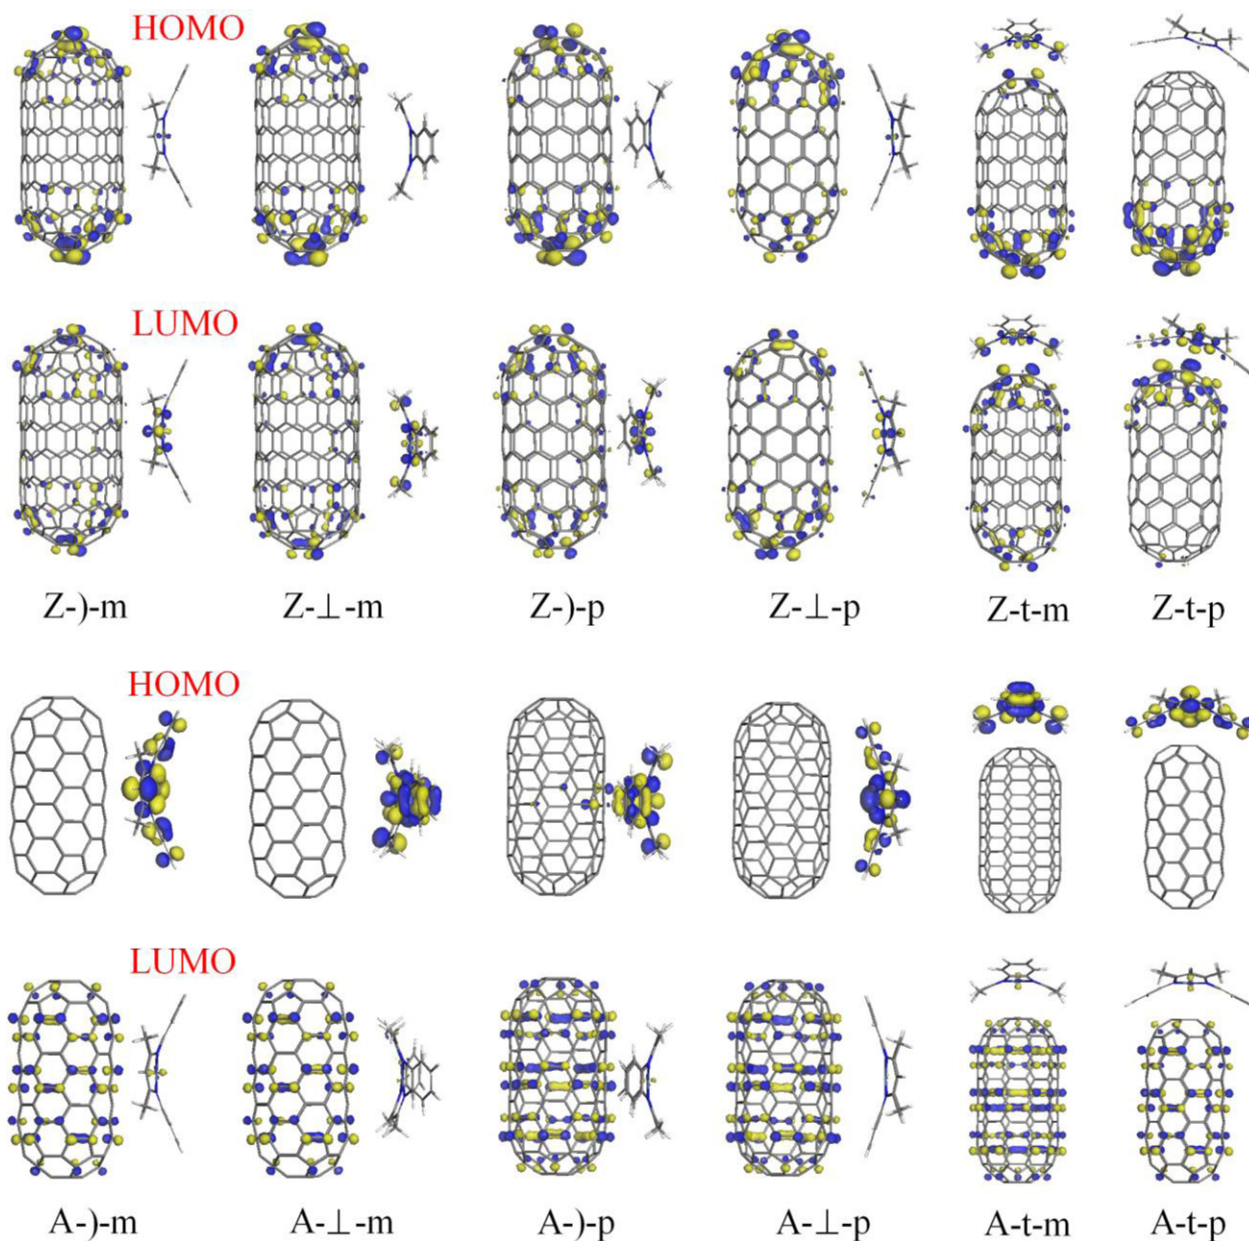 HOMO
LUMO
Z-)-m Z-⊥-m Z-)-p Z-⊥-p Z-t-m Z-t-p
HOMO
LUMO
A-)-m A-⊥-m A-)-p A-⊥-p A-t-m A-t-p